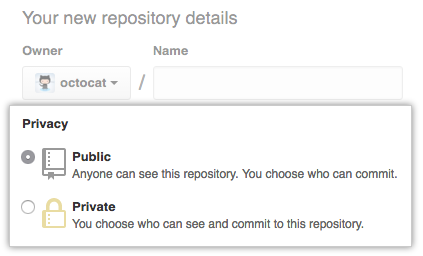 Your new repository details
Owner Name
octocat /
Privacy
Public
Anyone can see this repository. You choose who can commit.
Private
You choose who can see and commit to this repository.